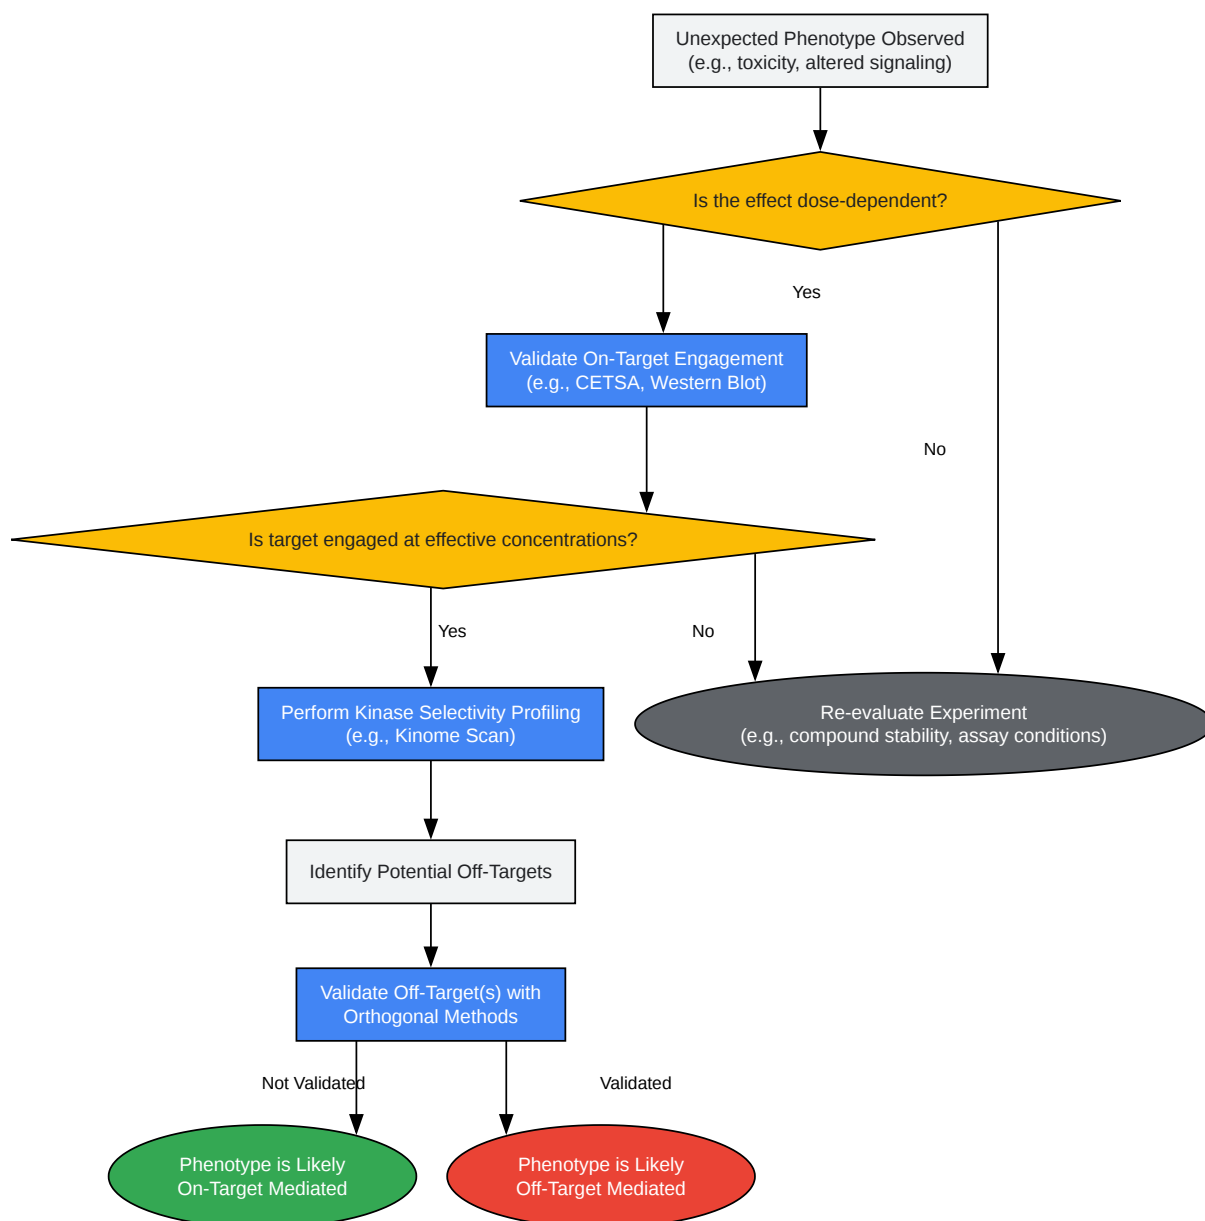 Unexpected Phenotype Observed
(e.g., toxicity, altered signaling)
Is the effect dose-dependent?
Yes
Validate On-Target Engagement
(e.g., CETSA, Western Blot)
No
Is target engaged at effective concentrations?
Yes
No
Perform Kinase Selectivity Profiling
(e.g., Kinome Scan)
Re-evaluate Experiment
(e.g., compound stability, assay conditions)
Identify Potential Off-Targets
Validate Off-Target(s) with
Orthogonal Methods
Not Validated
Validated
Phenotype is Likely
On-Target Mediated
Phenotype is Likely
Off-Target Mediated